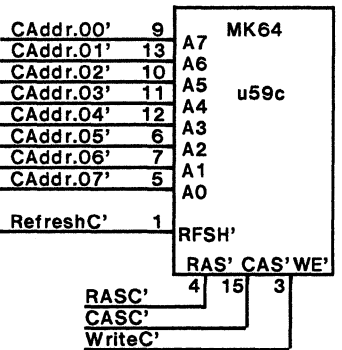 CAddr.00' 9 MK64
A7
CAddr.01' 13
A6
CAddr.02' 10
A5 u59c
CAddr.03' 11
A4
CAddr.04' 12
A3
CAddr.05' 6
A2
CAddr.06' 7
A1
CAddr.07' 5
A0
RefreshC' 1
RFSH'
RAS' CAS' WE'
4 15 3
RASC'
CASC'
WriteC'